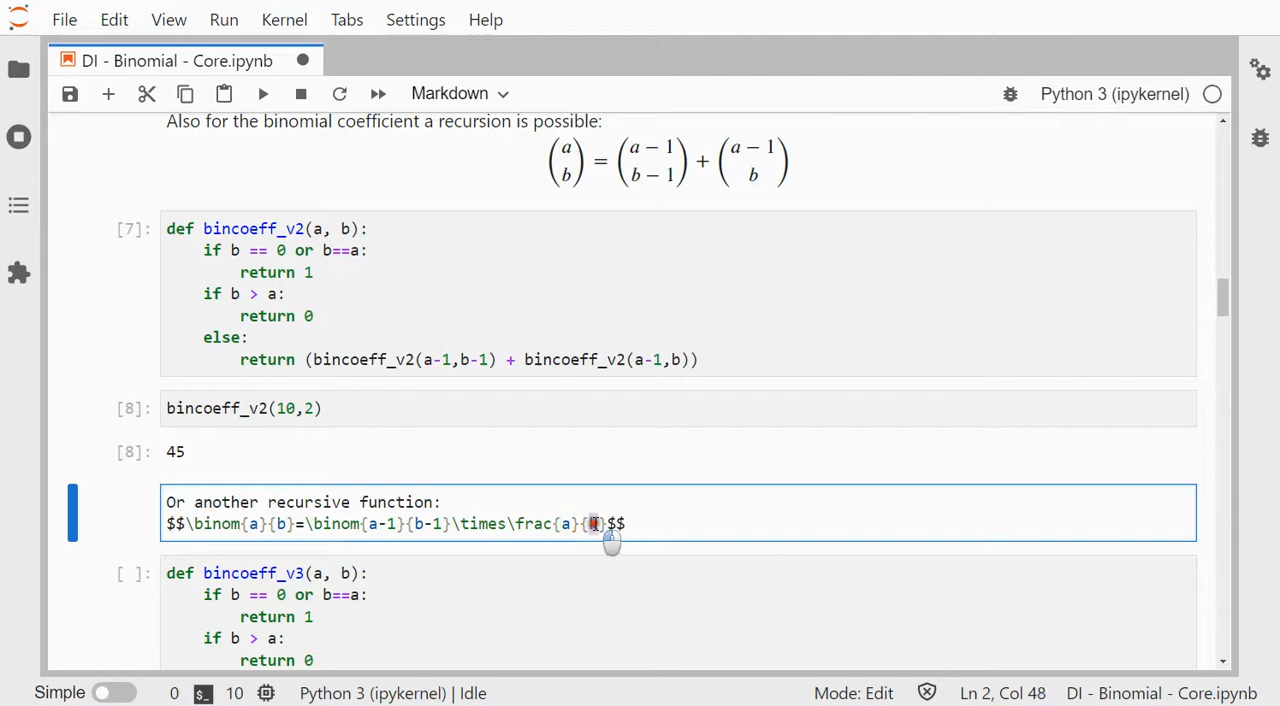 File Edit View Run Kernel Tabs Settings Help
DI - Binomial - Core.ipynb
Markdown Python 3 (ipykernel)
Also for the binomial coefficient a recursion is possible:
(a b) = (a − 1 b − 1) + (a − 1 b)
[7]: def bincoeff_v2(a, b):
if b == 0 or b==a:
return 1
if b > a:
return 0
else:
return (bincoeff_v2(a-1,b-1) + bincoeff_v2(a-1,b))
[8]: bincoeff_v2(10,2)
[8]: 45
Or another recursive function:
$$\binom{a}{b}=\binom{a-1}{b-1}\times\frac{a}{}$$
[ ]: def bincoeff_v3(a, b):
if b == 0 or b==a:
return 1
if b > a:
return 0
Simple 0 $_ 10 Python 3 (ipykernel) | Idle Mode: Edit Ln 2, Col 48 DI - Binomial - Core.ipynb